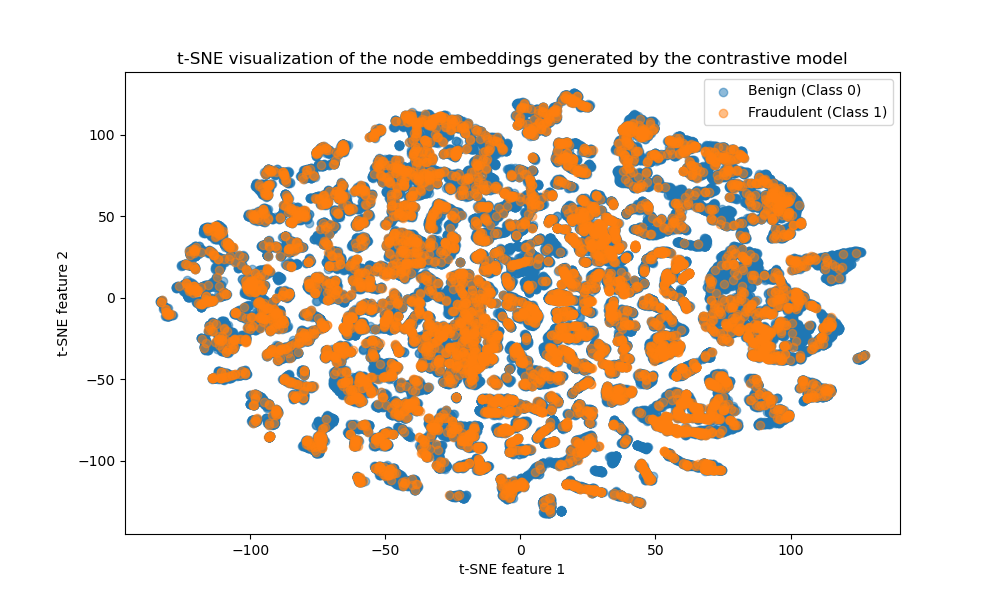 t-SNE visualization of the node embeddings generated by the contrastive model
Benign (Class 0)
Fraudulent (Class 1)
t-SNE feature 2
100
50
0
−50
−100
−100
−50
0
50
100
t-SNE feature 1